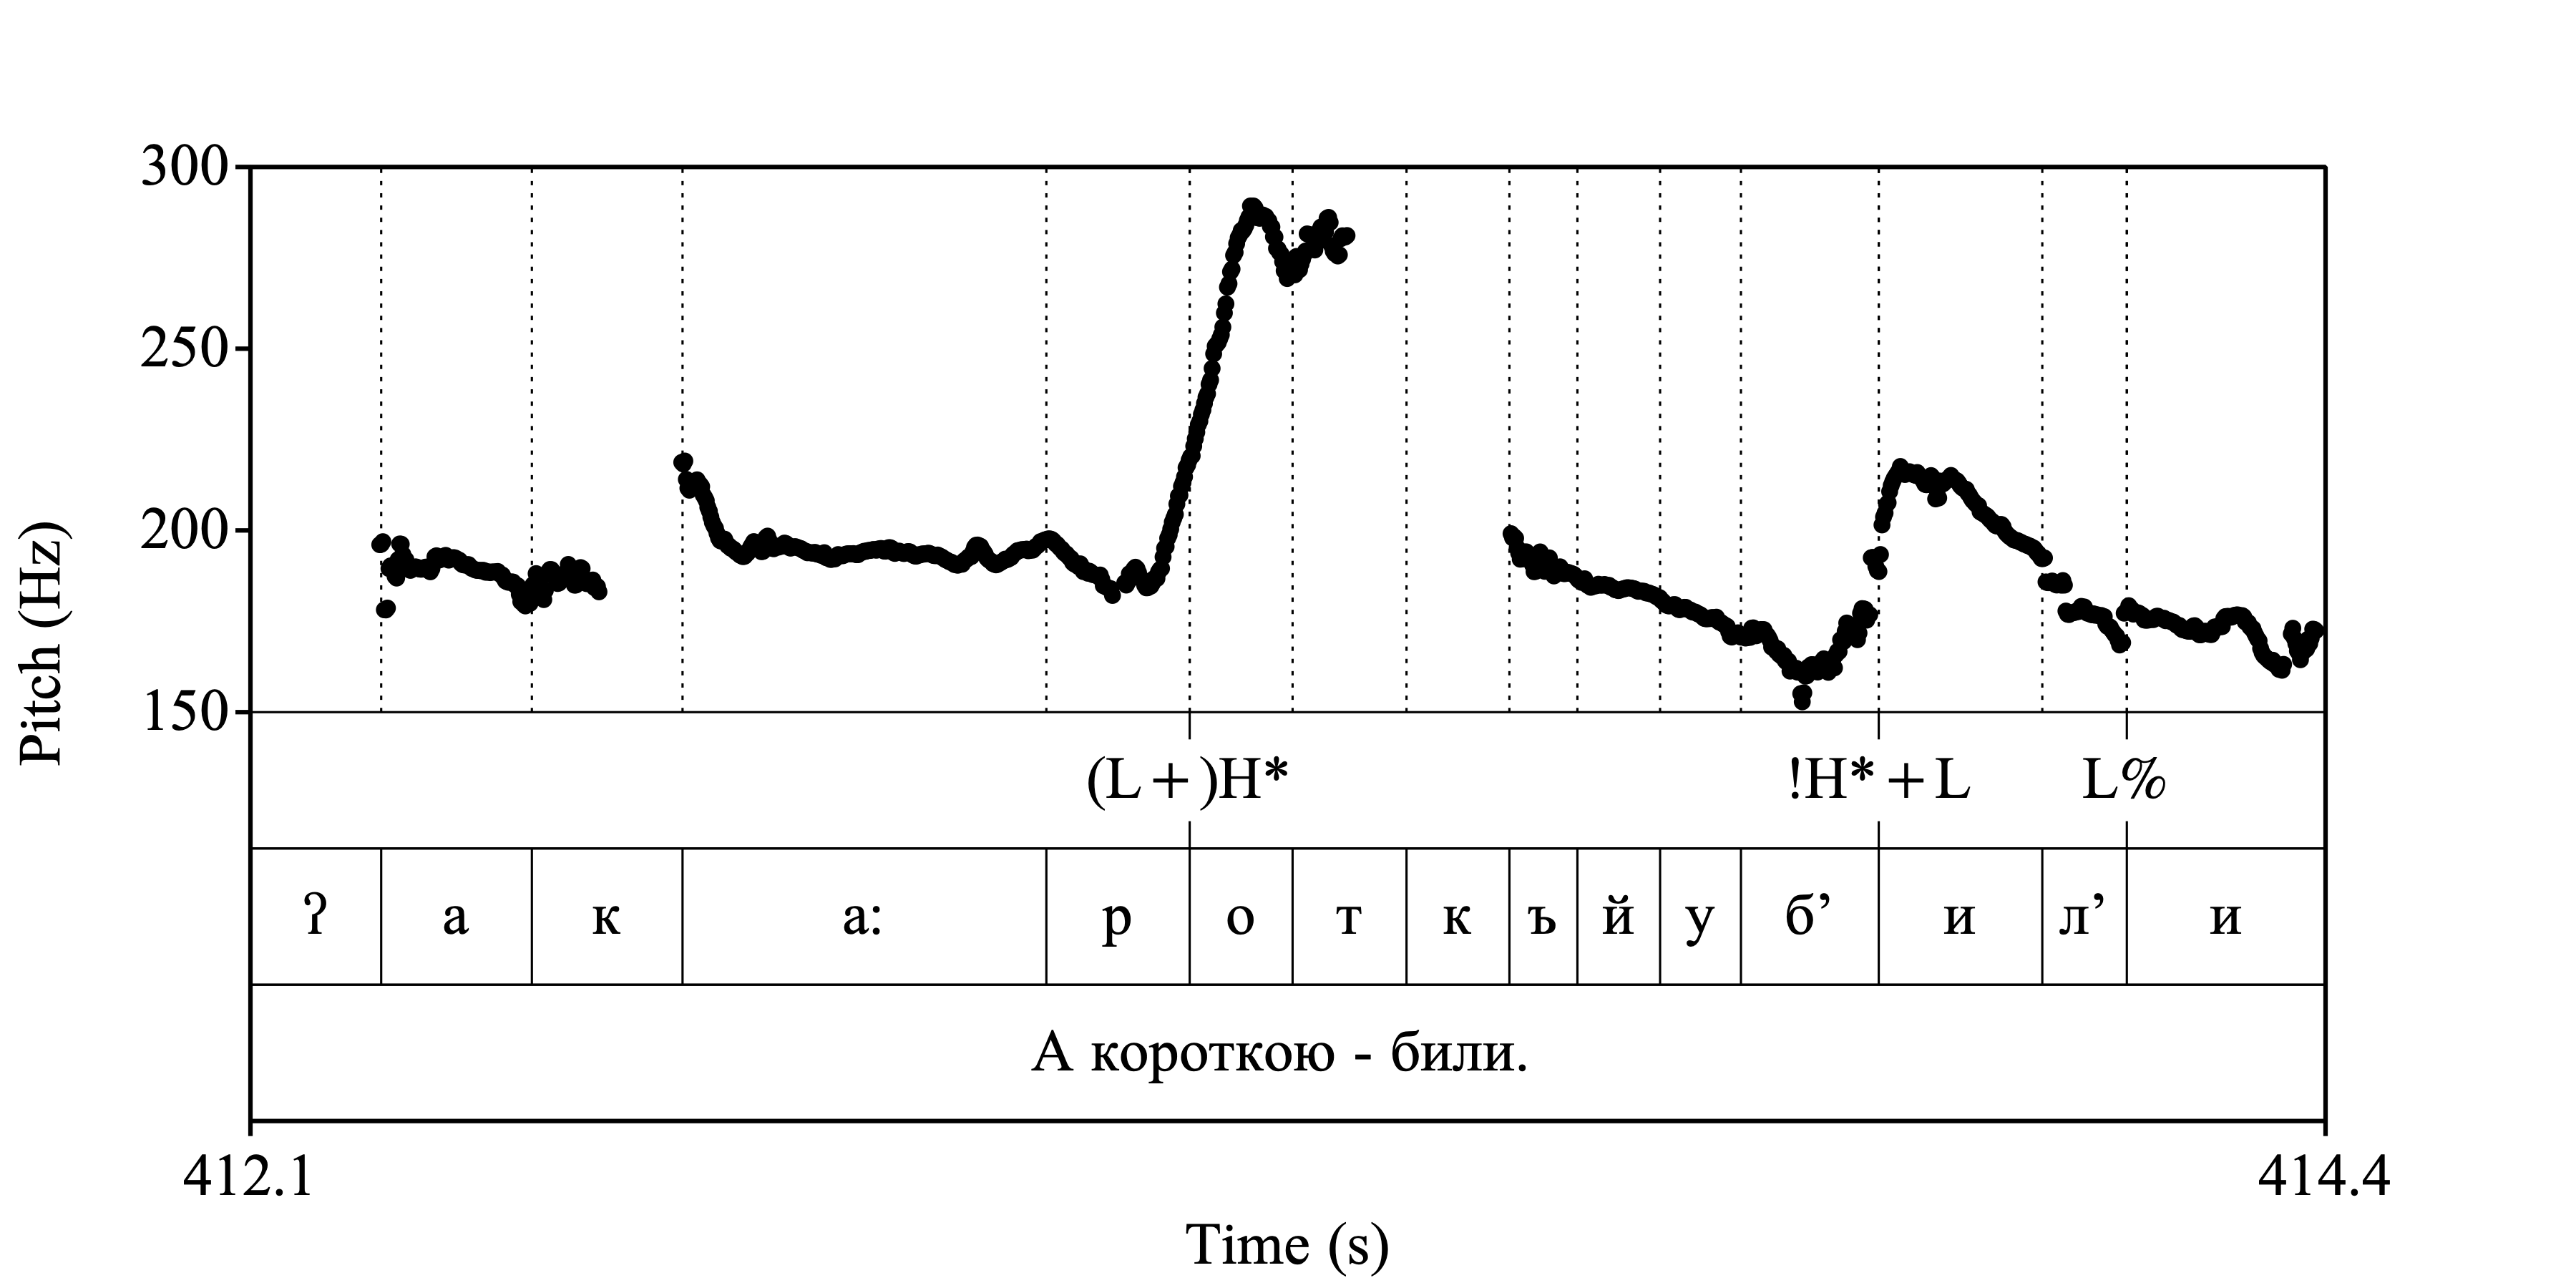 300
250
200
150
Pitch (Hz)
(L+)H* !H*+L L%
ʔ а к а: р о т к ъ й у б’ и л’ и
А короткою - били.
412.1 414.4
Time (s)